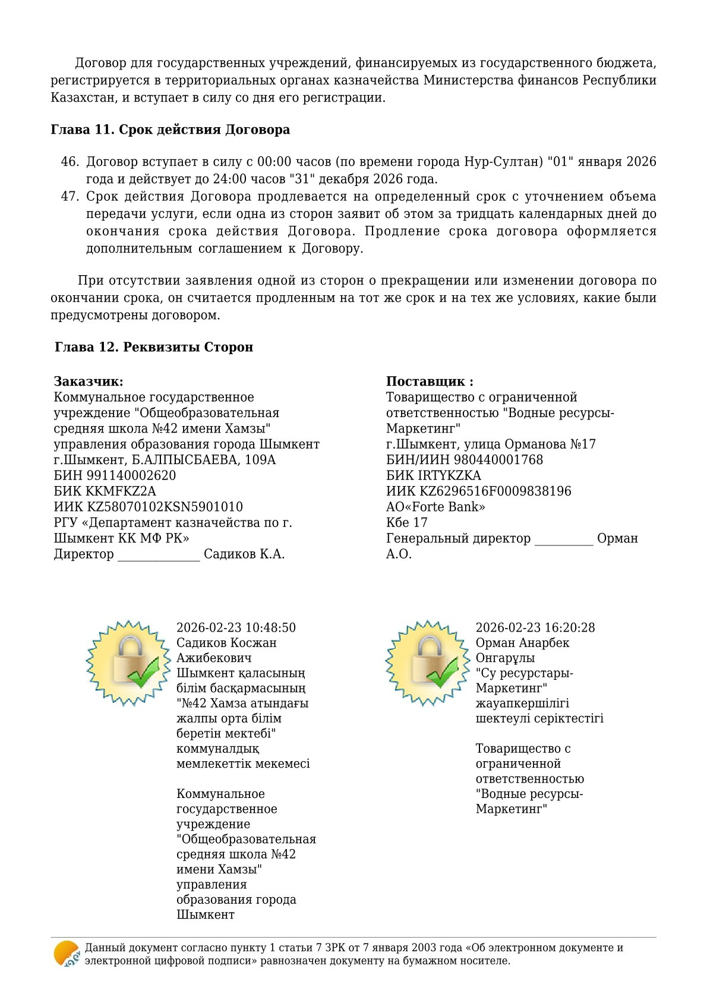 Договор для государственных учреждений, финансируемых из государственного бюджета,
регистрируется в территориальных органах казначейства Министерства финансов Республики
Казахстан, и вступает в силу со дня его регистрации.
Глава 11. Срок действия Договора
46. Договор вступает в силу с 00:00 часов (по времени города Нур-Султан) "01" января 2026
года и действует до 24:00 часов "31" декабря 2026 года.
47. Срок действия Договора продлевается на определенный срок с уточнением объема
передачи услуги, если одна из сторон заявит об этом за тридцать календарных дней до
окончания срока действия Договора. Продление срока договора оформляется
дополнительным соглашением к Договору.
При отсутствии заявления одной из сторон о прекращении или изменении договора по
окончании срока, он считается продленным на тот же срок и на тех же условиях, какие были
предусмотрены договором.
Глава 12. Реквизиты Сторон
Заказчик:
Коммунальное государственное
учреждение "Общеобразовательная
средняя школа №42 имени Хамзы"
управления образования города Шымкент
г.Шымкент, Б.АЛПЫСБАЕВА, 109А
БИН 991140002620
БИК KKMFKZ2A
ИИК KZ58070102KSN5901010
РГУ «Департамент казначейства по г.
Шымкент КК МФ РК»
Директор ______________ Садиков К.А.
Поставщик :
Товарищество с ограниченной
ответственностью "Водные ресурсы-
Маркетинг"
г.Шымкент, улица Орманова №17
БИН/ИИН 980440001768
БИК IRTYKZKA
ИИК KZ6296516F0009838196
АО«Forte Bank»
Кбе 17
Генеральный директор __________ Орман
А.О.
2026-02-23 10:48:50
Садиков Косжан
Ажибекович
Шымкент қаласының
білім басқармасының
"№42 Хамза атындағы
жалпы орта білім
беретін мектебі"
коммуналдық
мемлекеттік мекемесі
Коммунальное
государственное
учреждение
"Общеобразовательная
средняя школа №42
имени Хамзы"
управления
образования города
Шымкент
2026-02-23 16:20:28
Орман Анарбек
Онгарұлы
"Су ресурстары-
Маркетинг"
жауапкершілігі
шектеулі серіктестігі
Товарищество с
ограниченной
ответственностью
"Водные ресурсы-
Маркетинг"
Данный документ согласно пункту 1 статьи 7 ЗРК от 7 января 2003 года «Об электронном документе и
электронной цифровой подписи» равнозначен документу на бумажном носителе.